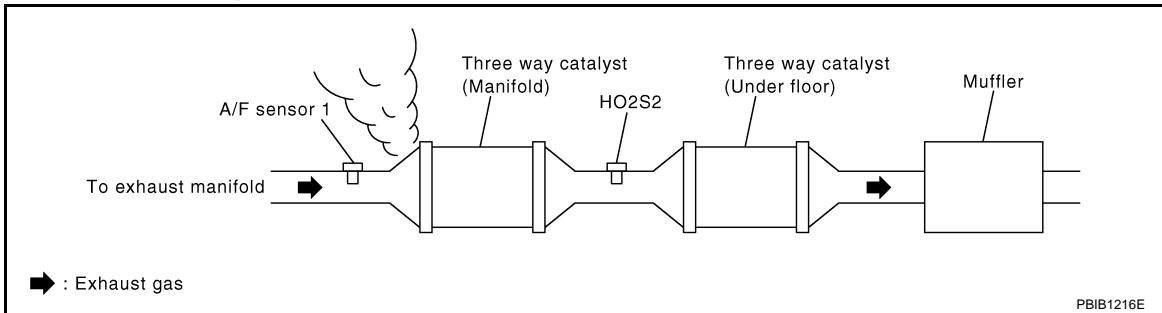 Three way catalyst
(Manifold)
Three way catalyst
(Under floor)
Muffler
A/F sensor 1
HO2S2
To exhaust manifold
: Exhaust gas
PBIB1216E